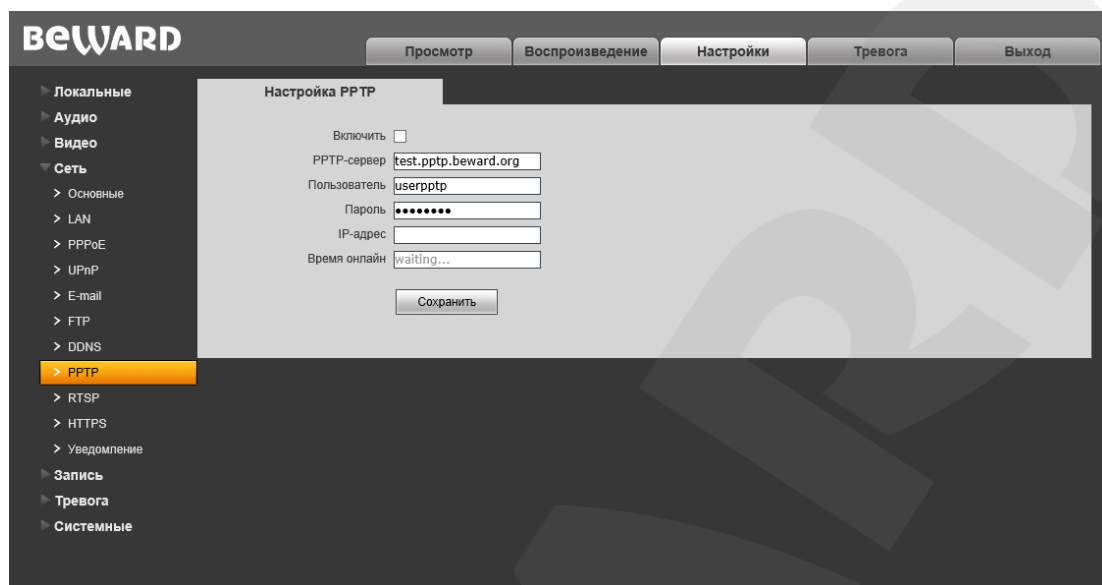 BEWARD
Просмотр Воспроизведение Настройки Тревога Выход
Локальные
Аудио
Видео
Сеть
> Основные
> LAN
> PPPoE
> UPnP
> E-mail
> FTP
> DDNS
> PPTP
> RTSP
> HTTPS
> Уведомление
Запись
Тревога
Системные
Настройка PPTP
Включить
PPTP-сервер test.pptp.beward.org
Пользователь userpptp
Пароль ••••••••
IP-адрес
Время онлайн waiting...
Сохранить